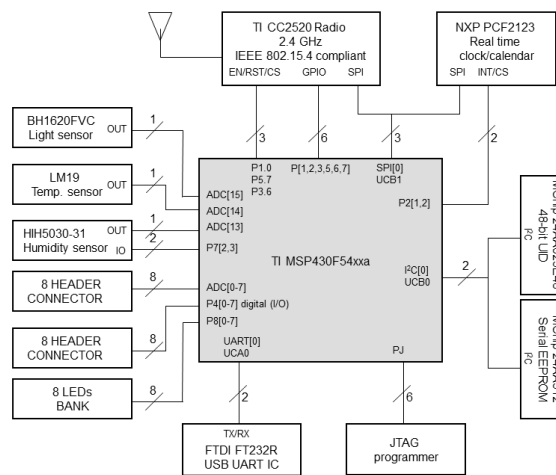 TI CC2520 Radio
2.4 GHz
IEEE 802.15.4 compliant
EN/RST/CS GPIO SPI
NXP PCF2123
Real time
clock/calendar
SPI INT/CS
3
6
3
2
BH1620FVC
Light sensor
OUT
1
LM19
Temp. sensor
OUT
1
HIH5030-31
Humidity sensor
OUT
IO
1
2
8 HEADER
CONNECTOR
8
8 HEADER
CONNECTOR
8
8 LEDs
BANK
8
P1.0
P5.7
P3.6
P[1,2,3,5,6,7]
SPI[0]
UCB1
P2[1,2]
ADC[15]
ADC[14]
ADC[13]
P7[2,3]
TI MSP430F54xxa
ADC[0-7]
P4[0-7] digital (I/O)
P8[0-7]
I²C[0]
UCB0
UART[0]
UCA0
PJ
2
48-bit UID
I²C
Serial EEPROM
I²C
2
6
TX/RX
FTDI FT232R
USB UART IC
JTAG
programmer